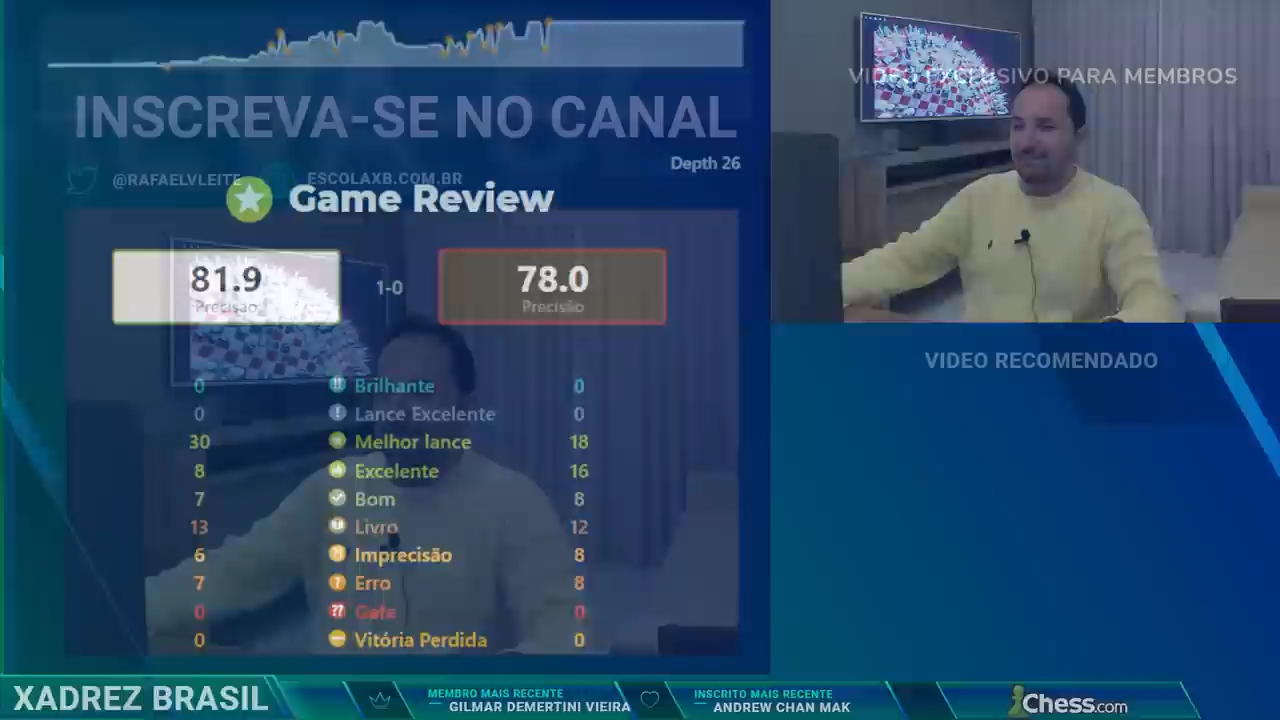 VIDEO EXCLUSIVO PARA MEMBROS
INSCREVA-SE NO CANAL
Depth 26
@RAFAELVLEITE ESCOLAXB.COM.BR
Game Review
81.9 1-0 78.0
Precisão Precisão
VIDEO RECOMENDADO
0 !! Brilhante 0
0 ! Lance Excelente 0
30 Melhor lance 18
8 Excelente 16
7 Bom 8
13 Livro 12
6 ?! Imprecisão 8
7 ? Erro 8
0 ?? Gafe 0
0 Vitória Perdida 0
XADREZ BRASIL
MEMBRO MAIS RECENTE
GILMAR DEMERTINI VIEIRA
INSCRITO MAIS RECENTE
ANDREW CHAN MAK
Chess.com